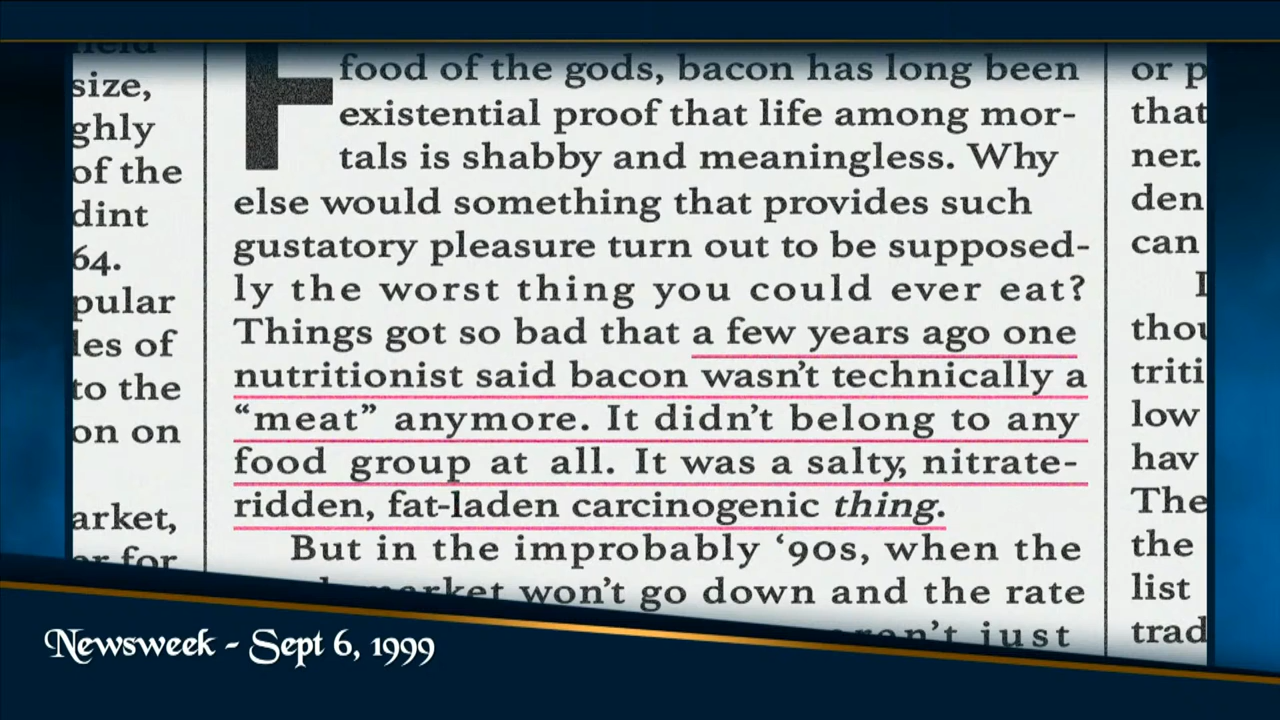 size,
ghly
of the
dint
64.
pular
les of
to the
on on
arket,
er for
F
food of the gods, bacon has long been
existential proof that life among mor-
tals is shabby and meaningless. Why
else would something that provides such
gustatory pleasure turn out to be supposed-
ly the worst thing you could ever eat?
Things got so bad that a few years ago one
nutritionist said bacon wasn’t technically a
“meat” anymore. It didn’t belong to any
food group at all. It was a salty, nitrate-
ridden, fat-laden carcinogenic thing.
But in the improbably ‘90s, when the
market won’t go down and the rate
aren’t just
or p
that
ner.
den
can
I
thou
triti
low
hav
The
the
list
trad
Newsweek - Sept 6, 1999